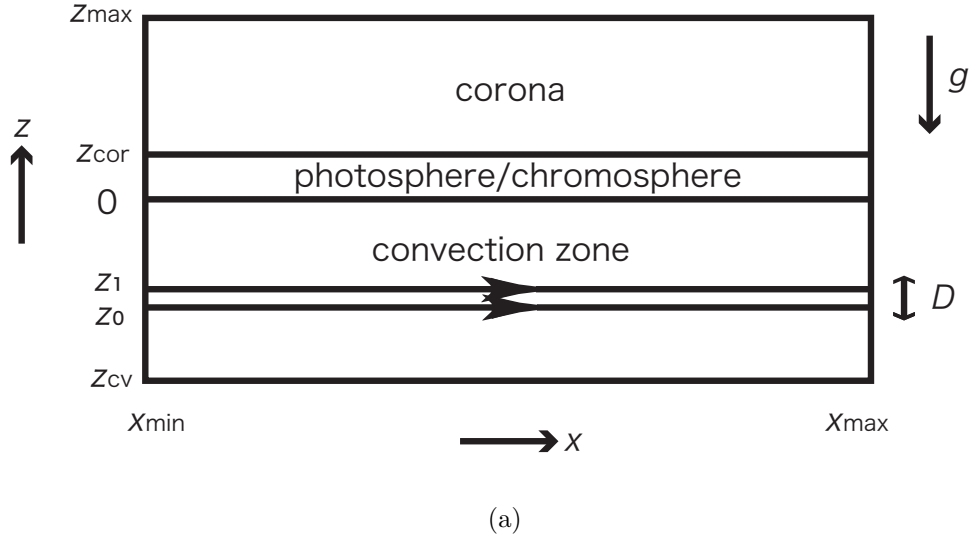 zmax
corona
g
z
zcor
photosphere/chromosphere
0
convection zone
z1
D
z0
zcv
xmin
xmax
x
(a)